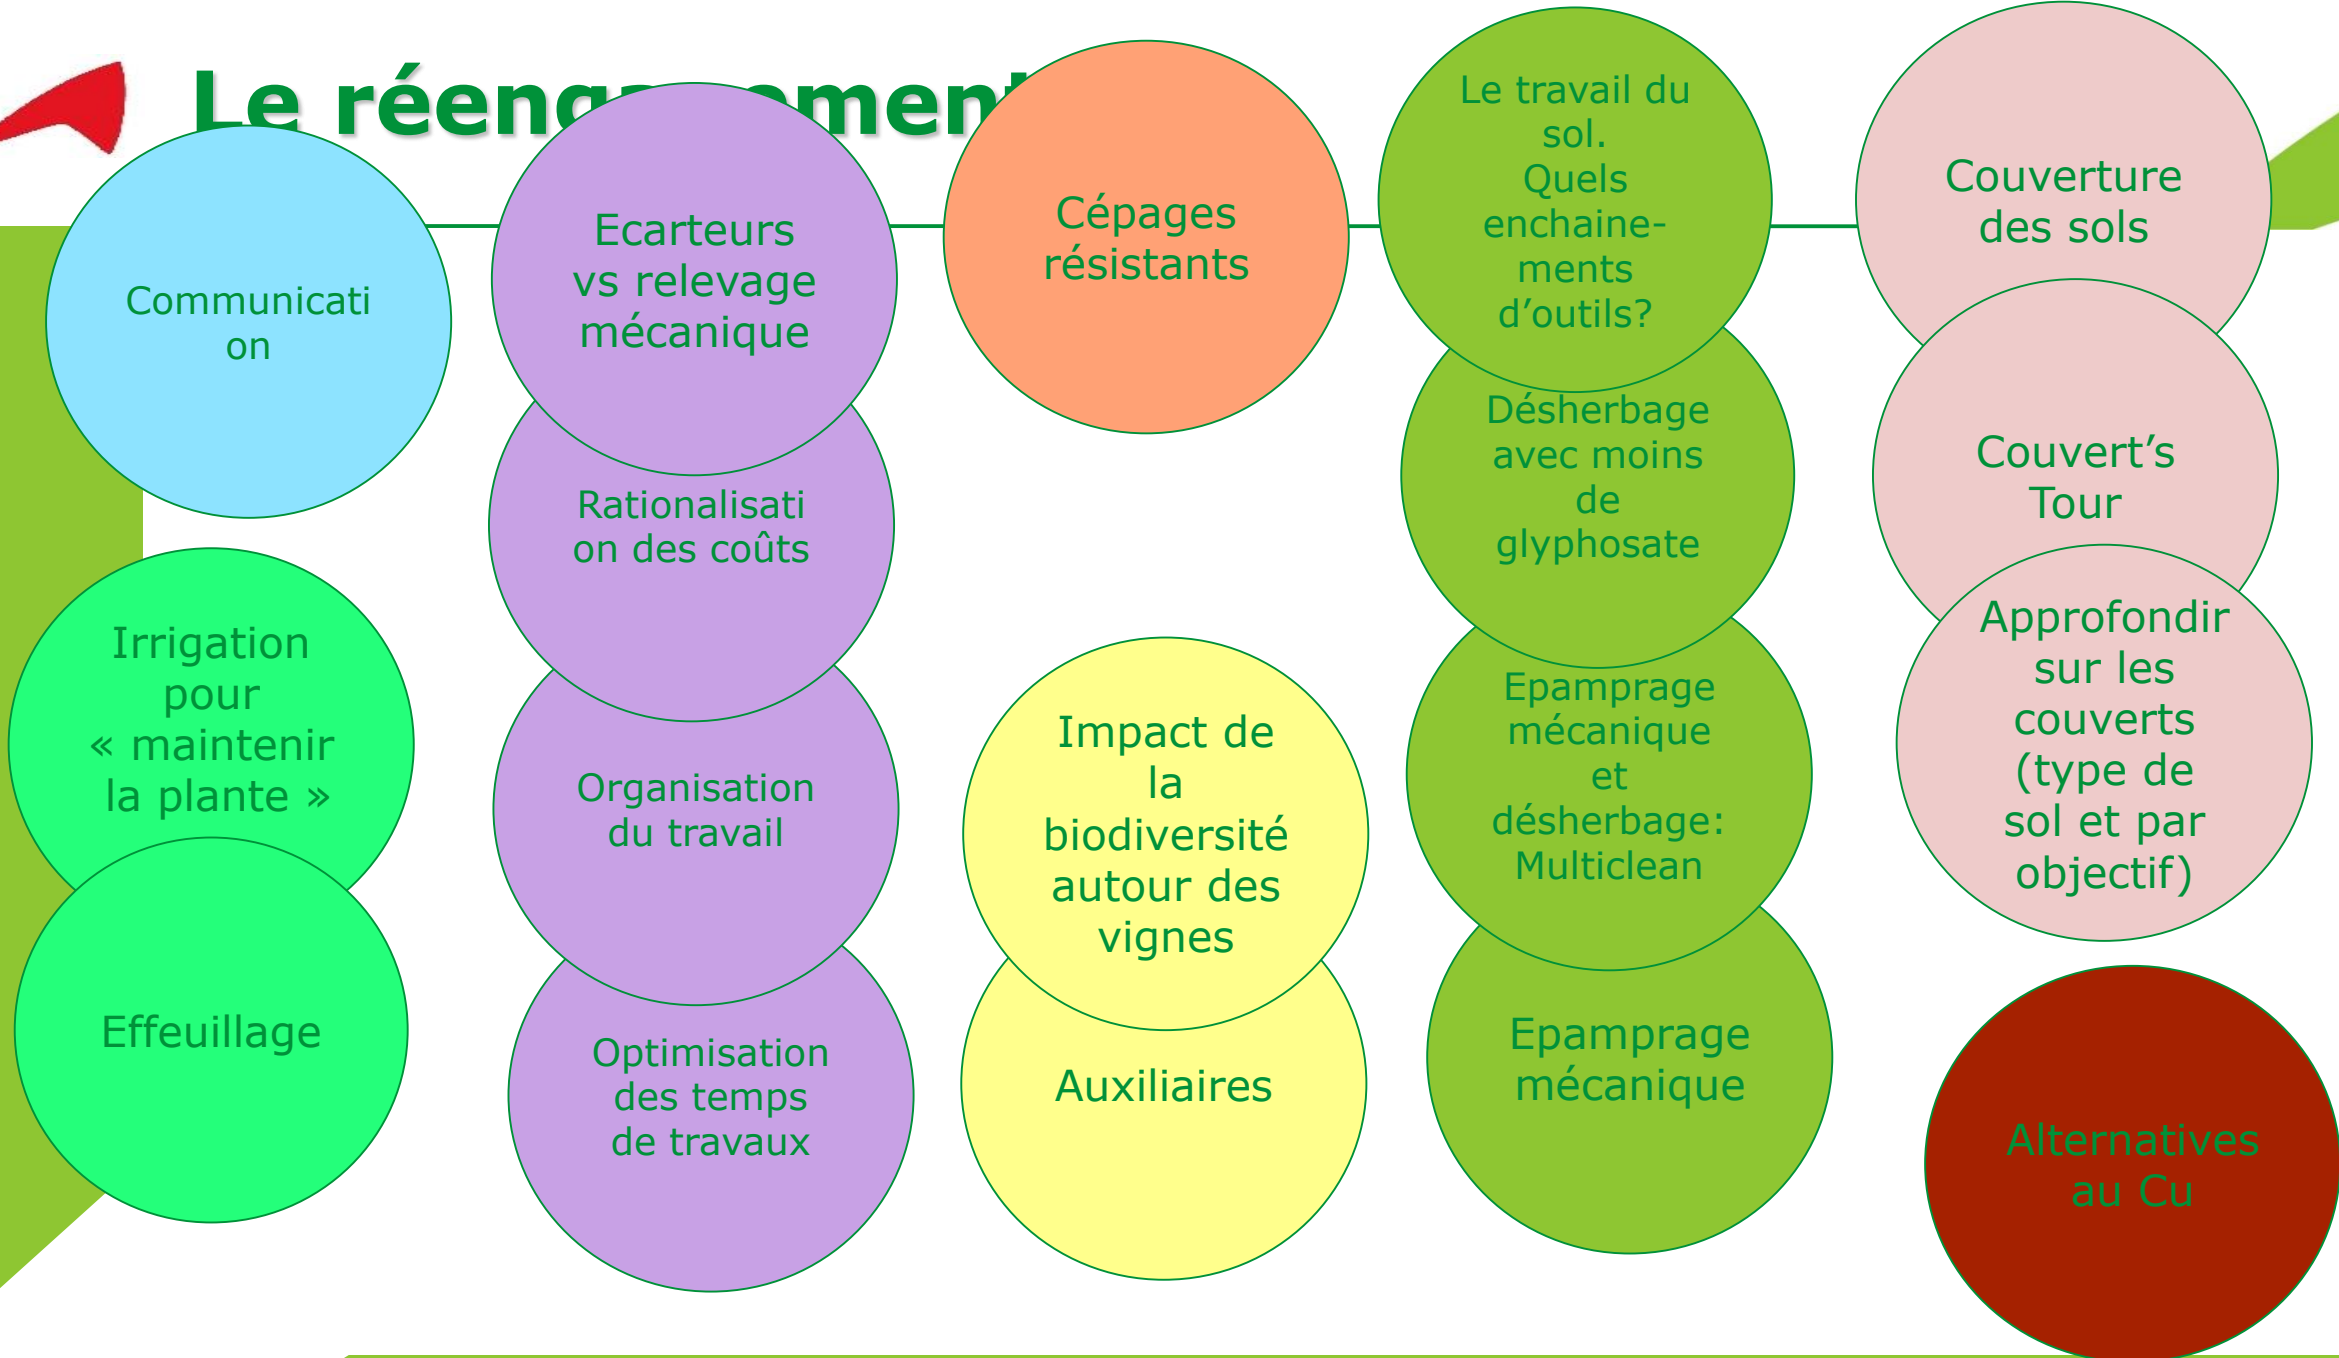 Le réengagement
Communicati
on
Irrigation
pour
« maintenir
la plante »
Effeuillage
Ecarteurs
vs relevage
mécanique
Rationalisati
on des coûts
Organisation
du travail
Optimisation
des temps
de travaux
Cépages
résistants
Impact de
la
biodiversité
autour des
vignes
Auxiliaires
Le travail du
sol.
Quels
enchaine-
ments
d’outils?
Désherbage
avec moins
de
glyphosate
Epamprage
mécanique
et
désherbage:
Multiclean
Epamprage
mécanique
Couverture
des sols
Couvert’s
Tour
Approfondir
sur les
couverts
(type de
sol et par
objectif)
Alternatives
au Cu